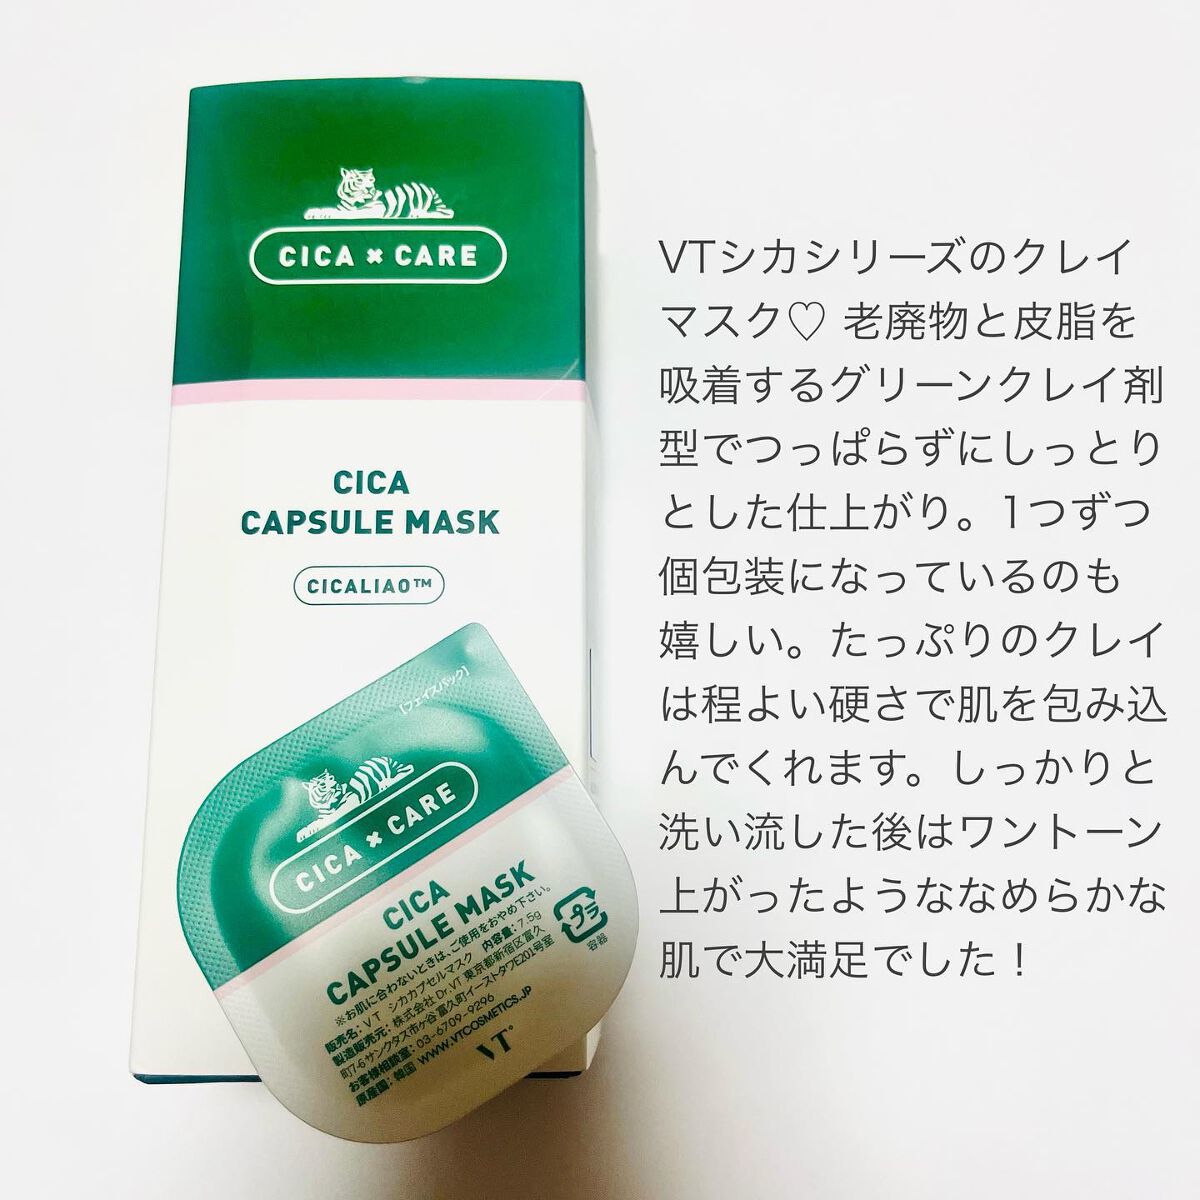 CICA × CARE
CICA
CAPSULE MASK
CICALIAO™
VTシカシリーズのクレイ
マスク♡ 老廃物と皮脂を
吸着するグリーンクレイ剤
型でつっぱらずにしっとり
とした仕上がり。1つずつ
個包装になっているのも
嬉しい。たっぷりのクレイ
は程よい硬さで肌を包み込
んでくれます。しっかりと
洗い流した後はワントーン
上がったようななめらかな
肌で大満足でした！
[フェイスパック]
CICA × CARE
CICA
CAPSULE MASK
※お肌に合わないときは、ご使用をおやめ下さい。
販売名: VT シカカプセルマスク 内容量: 7.5g
製造販売元: 株式会社 Dr.VT 東京都新宿区富久
町7-6 サンクタス市ヶ谷富久町イーストタワE201号室
お客様相談室: 03-6709-9296
原産国: 韓国 WWW.VTCOSMETICS.JP
VT
プラ
容器